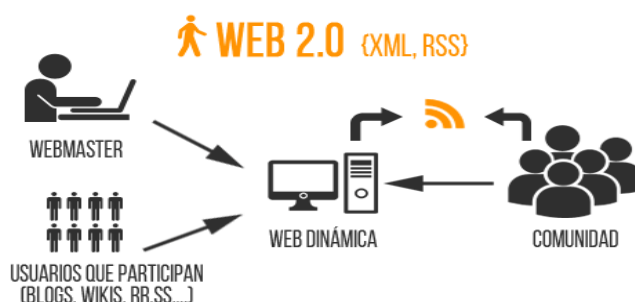 WEB 2.0 {XML, RSS}
WEBMASTER
WEB DINÁMICA
COMUNIDAD
USUARIOS QUE PARTICIPAN
(BLOGS, WIKIS, RR.SS....)